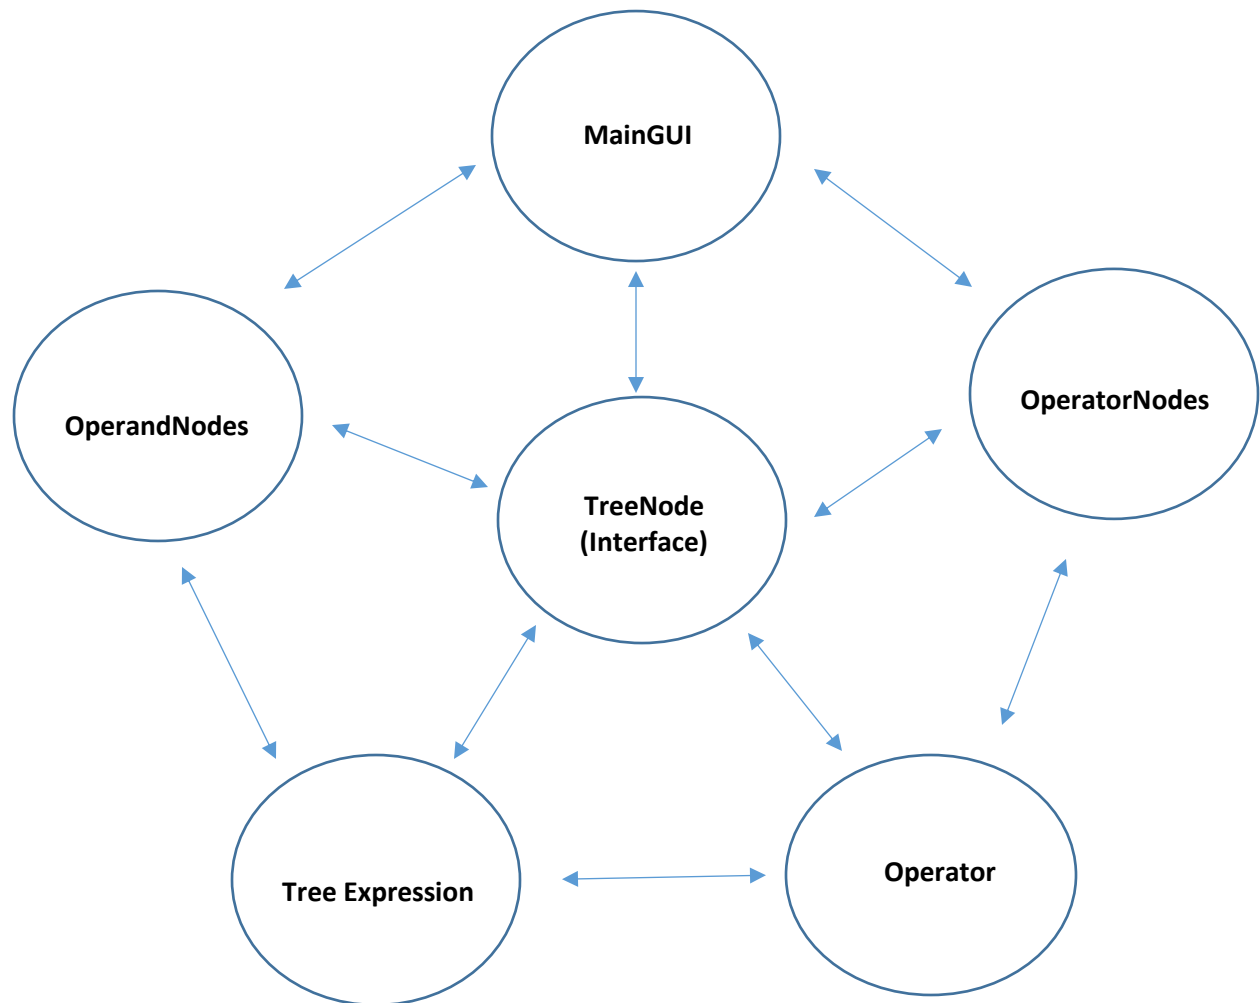 MainGUI
OperandNodes
OperatorNodes
TreeNode
(Interface)
Tree Expression
Operator